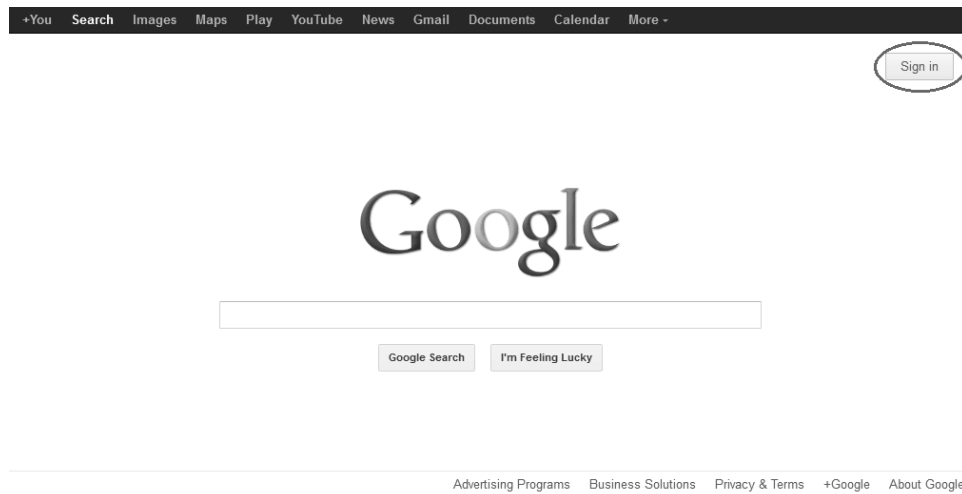 +You Search Images Maps Play YouTube News Gmail Documents Calendar More
Sign in
Google
Google Search I'm Feeling Lucky
Advertising Programs Business Solutions Privacy & Terms +Google About Google